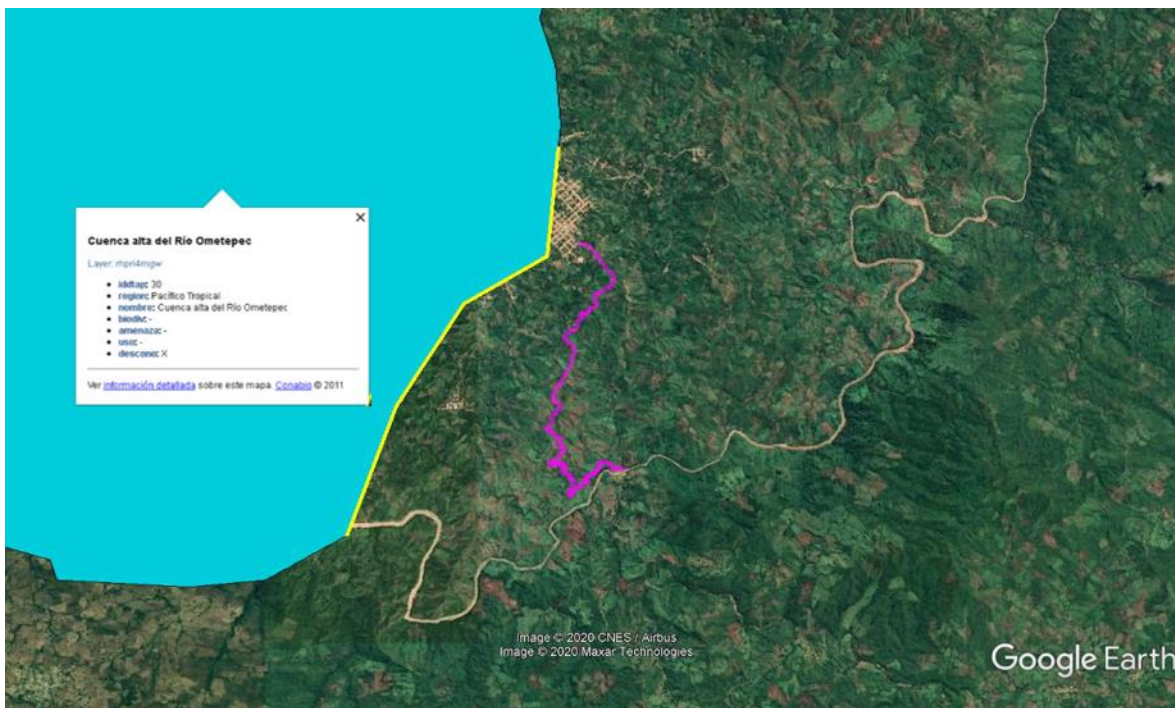 Cuenca alta del Río Ometepec
Layer: rhpri4mgw
iddtap: 30
region: Pacífico Tropical
nombre: Cuenca alta del Río Ometepec
biodiv: -
amenaza: -
uso: -
descono: X
Ver información detallada sobre este mapa. Conabio © 2011
Image © 2020 CNES / Airbus
Image © 2020 Maxar Technologies
Google Earth